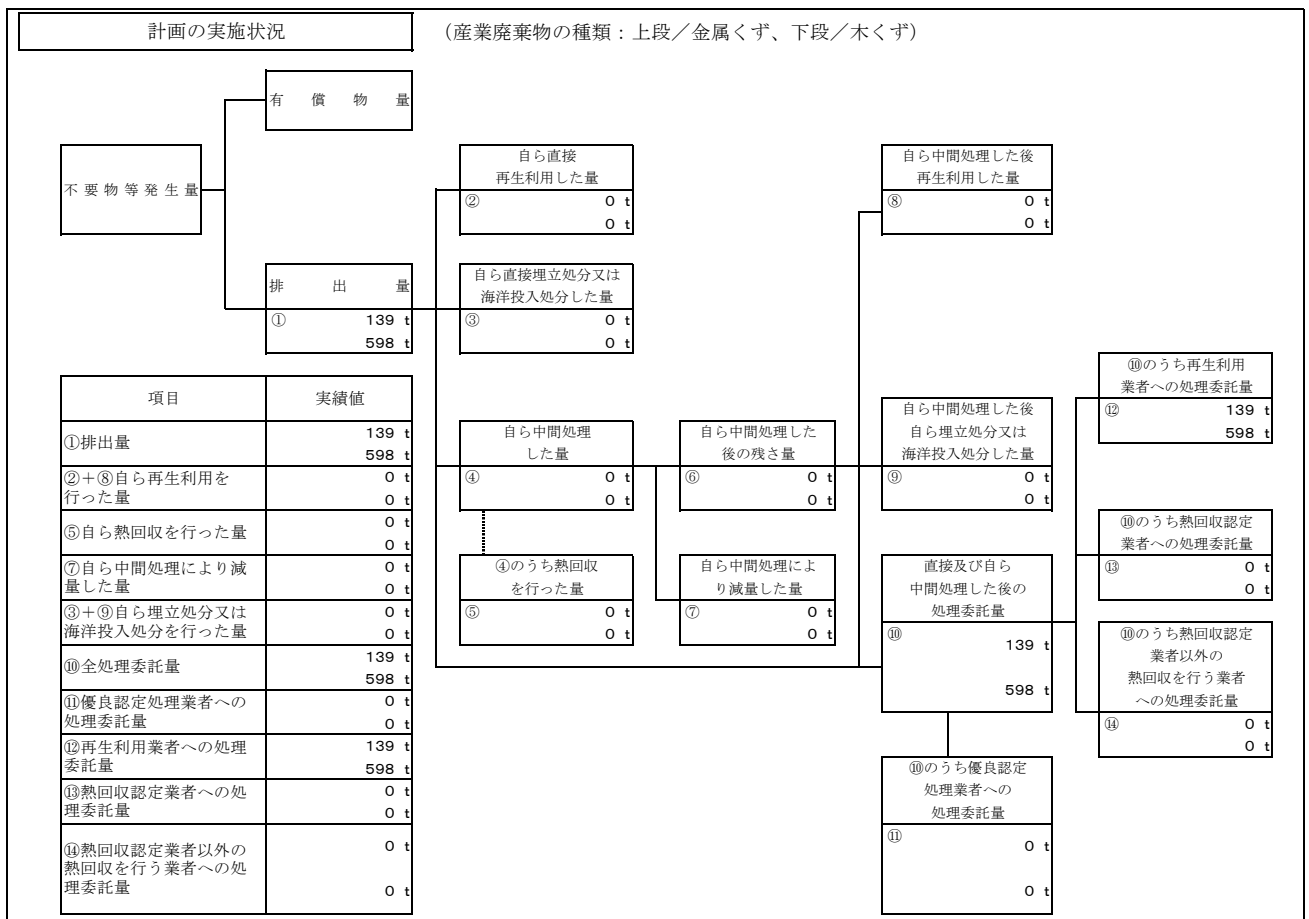 計画の実施状況
（産業廃棄物の種類：上段／金属くず、下段／木くず）
有償物量
不要物等発生量
排出量
① 139 t
598 t
自ら直接
再生利用した量
② 0 t
0 t
自ら直接埋立処分又は
海洋投入処分した量
③ 0 t
0 t
自ら中間処理した後
再生利用した量
⑧ 0 t
0 t
項目 実績値
①排出量 139 t
598 t
②＋⑧自ら再生利用を
行った量
0 t
0 t
⑤自ら熱回収を行った量 0 t
0 t
⑦自ら中間処理により減
量した量
0 t
0 t
③＋⑨自ら埋立処分又は
海洋投入処分を行った量
0 t
0 t
⑩全処理委託量 139 t
598 t
⑪優良認定処理業者への
処理委託量
0 t
0 t
⑫再生利用業者への処理
委託量
139 t
598 t
⑬熱回収認定業者への処
理委託量
0 t
0 t
⑭熱回収認定業者以外の
熱回収を行う業者への処
理委託量
0 t
0 t
自ら中間処理
した量
④ 0 t
0 t
④のうち熱回収
を行った量
⑤ 0 t
0 t
自ら中間処理した
後の残さ量
⑥ 0 t
0 t
自ら中間処理によ
り減量した量
⑦ 0 t
0 t
自ら中間処理した後
自ら埋立処分又は
海洋投入処分した量
⑨ 0 t
0 t
直接及び自ら
中間処理した後の
処理委託量
⑩ 139 t
598 t
⑩のうち優良認定
処理業者への
処理委託量
⑪ 0 t
0 t
⑩のうち再生利用
業者への処理委託量
⑫ 139 t
598 t
⑩のうち熱回収認定
業者への処理委託量
⑬ 0 t
0 t
⑩のうち熱回収認定
業者以外の
熱回収を行う業者
への処理委託量
⑭ 0 t
0 t